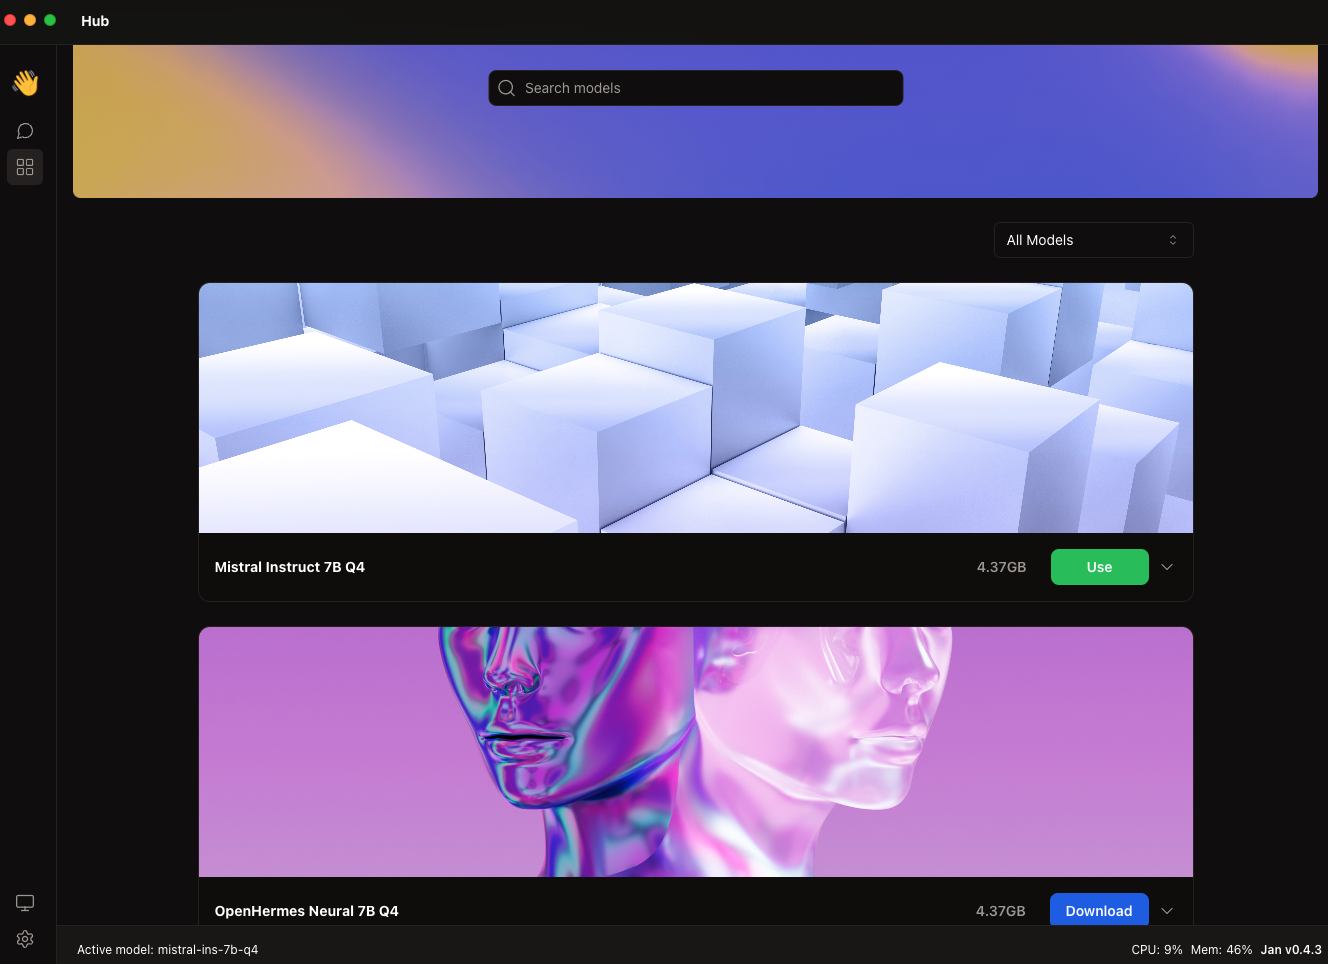 Hub
Search models
All Models
Mistral Instruct 7B Q4 4.37GB Use
OpenHermes Neural 7B Q4 4.37GB Download
Active model: mistral-ins-7b-q4 CPU: 9% Mem: 46% Jan v0.4.3